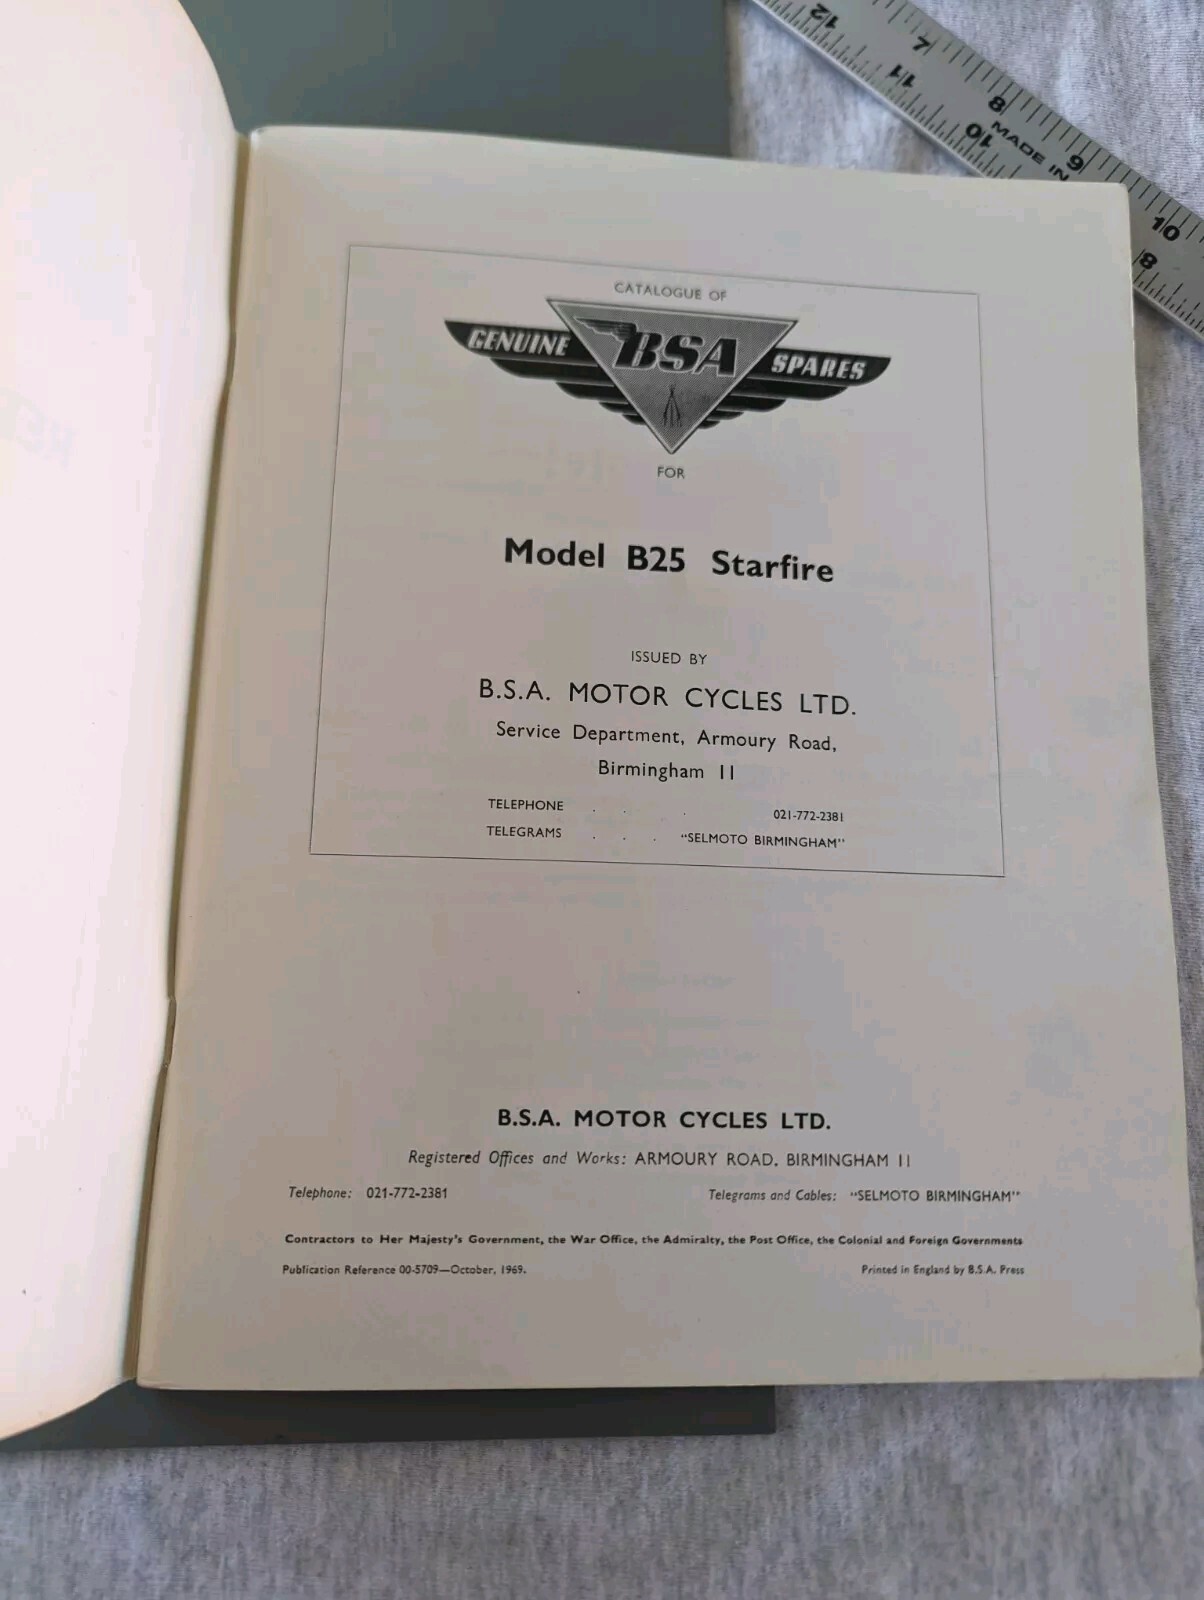 CATALOGUE OF
GENUINE BSA SPARES
FOR
Model B25 Starfire
ISSUED BY
B.S.A. MOTOR CYCLES LTD.
Service Department, Armoury Road,
Birmingham 11
TELEPHONE . . . 021-772-2381
TELEGRAMS . . . "SELMOTO BIRMINGHAM"
B.S.A. MOTOR CYCLES LTD.
Registered Offices and Works: ARMOURY ROAD, BIRMINGHAM 11
Telephone: 021-772-2381 Telegrams and Cables: "SELMOTO BIRMINGHAM"
Contractors to Her Majesty's Government, the War Office, the Admiralty, the Post Office, the Colonial and Foreign Governments
Publication Reference 00-5709—October, 1969. Printed in England by B.S.A. Press
12 11 10 8
7 8 9 10
MADE IN